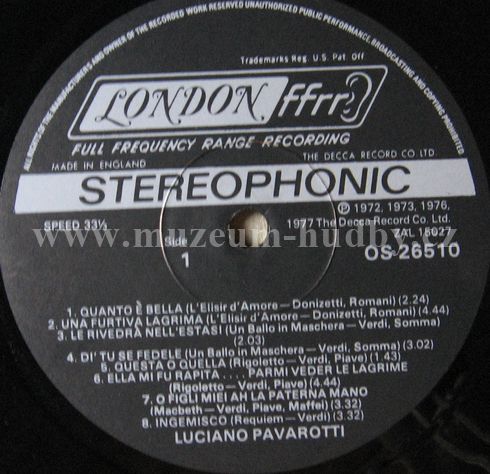 ALL RIGHTS OF THE MANUFACTURERS AND OWNER OF THE RECORDED WORK RESERVED UNAUTHORIZED PUBLIC PERFORMANCE, BROADCASTING AND COPYING PROHIBITED
Trademarks Reg. U.S. Pat. Off
LONDON ffrr
FULL FREQUENCY RANGE RECORDING
MADE IN ENGLAND THE DECCA RECORD CO LTD
STEREOPHONIC
SPEED 33⅓ ℗ 1972, 1973, 1976,
1977 The Decca Record Co. Ltd.
www.muzeum-hudby.cz
Side ZAL 15027
1 OS-26510
1. QUANTO È BELLA (L'Elisir d'Amore – Donizetti, Romani) (2.24)
2. UNA FURTIVA LAGRIMA (L'Elisir d'Amore – Donizetti, Romani) (4.44)
3. LE RIVEDRÀ NELL'ESTASI (Un Ballo in Maschera – Verdi, Somma)
(2.03)
4. DI' TU SE FEDELE (Un Ballo in Maschera – Verdi, Somma) (3.02)
5. QUESTA O QUELLA (Rigoletto – Verdi, Piave) (1.43)
6. ELLA MI FU RAPITA .... PARMI VEDER LE LAGRIME
(Rigoletto – Verdi, Piave) (4.44)
7. O FIGLI MIEI AH LA PATERNA MANO
(Macbeth – Verdi, Piave, Maffei) (3.32)
8. INGEMISCO (Requiem – Verdi) (3.32)
LUCIANO PAVAROTTI